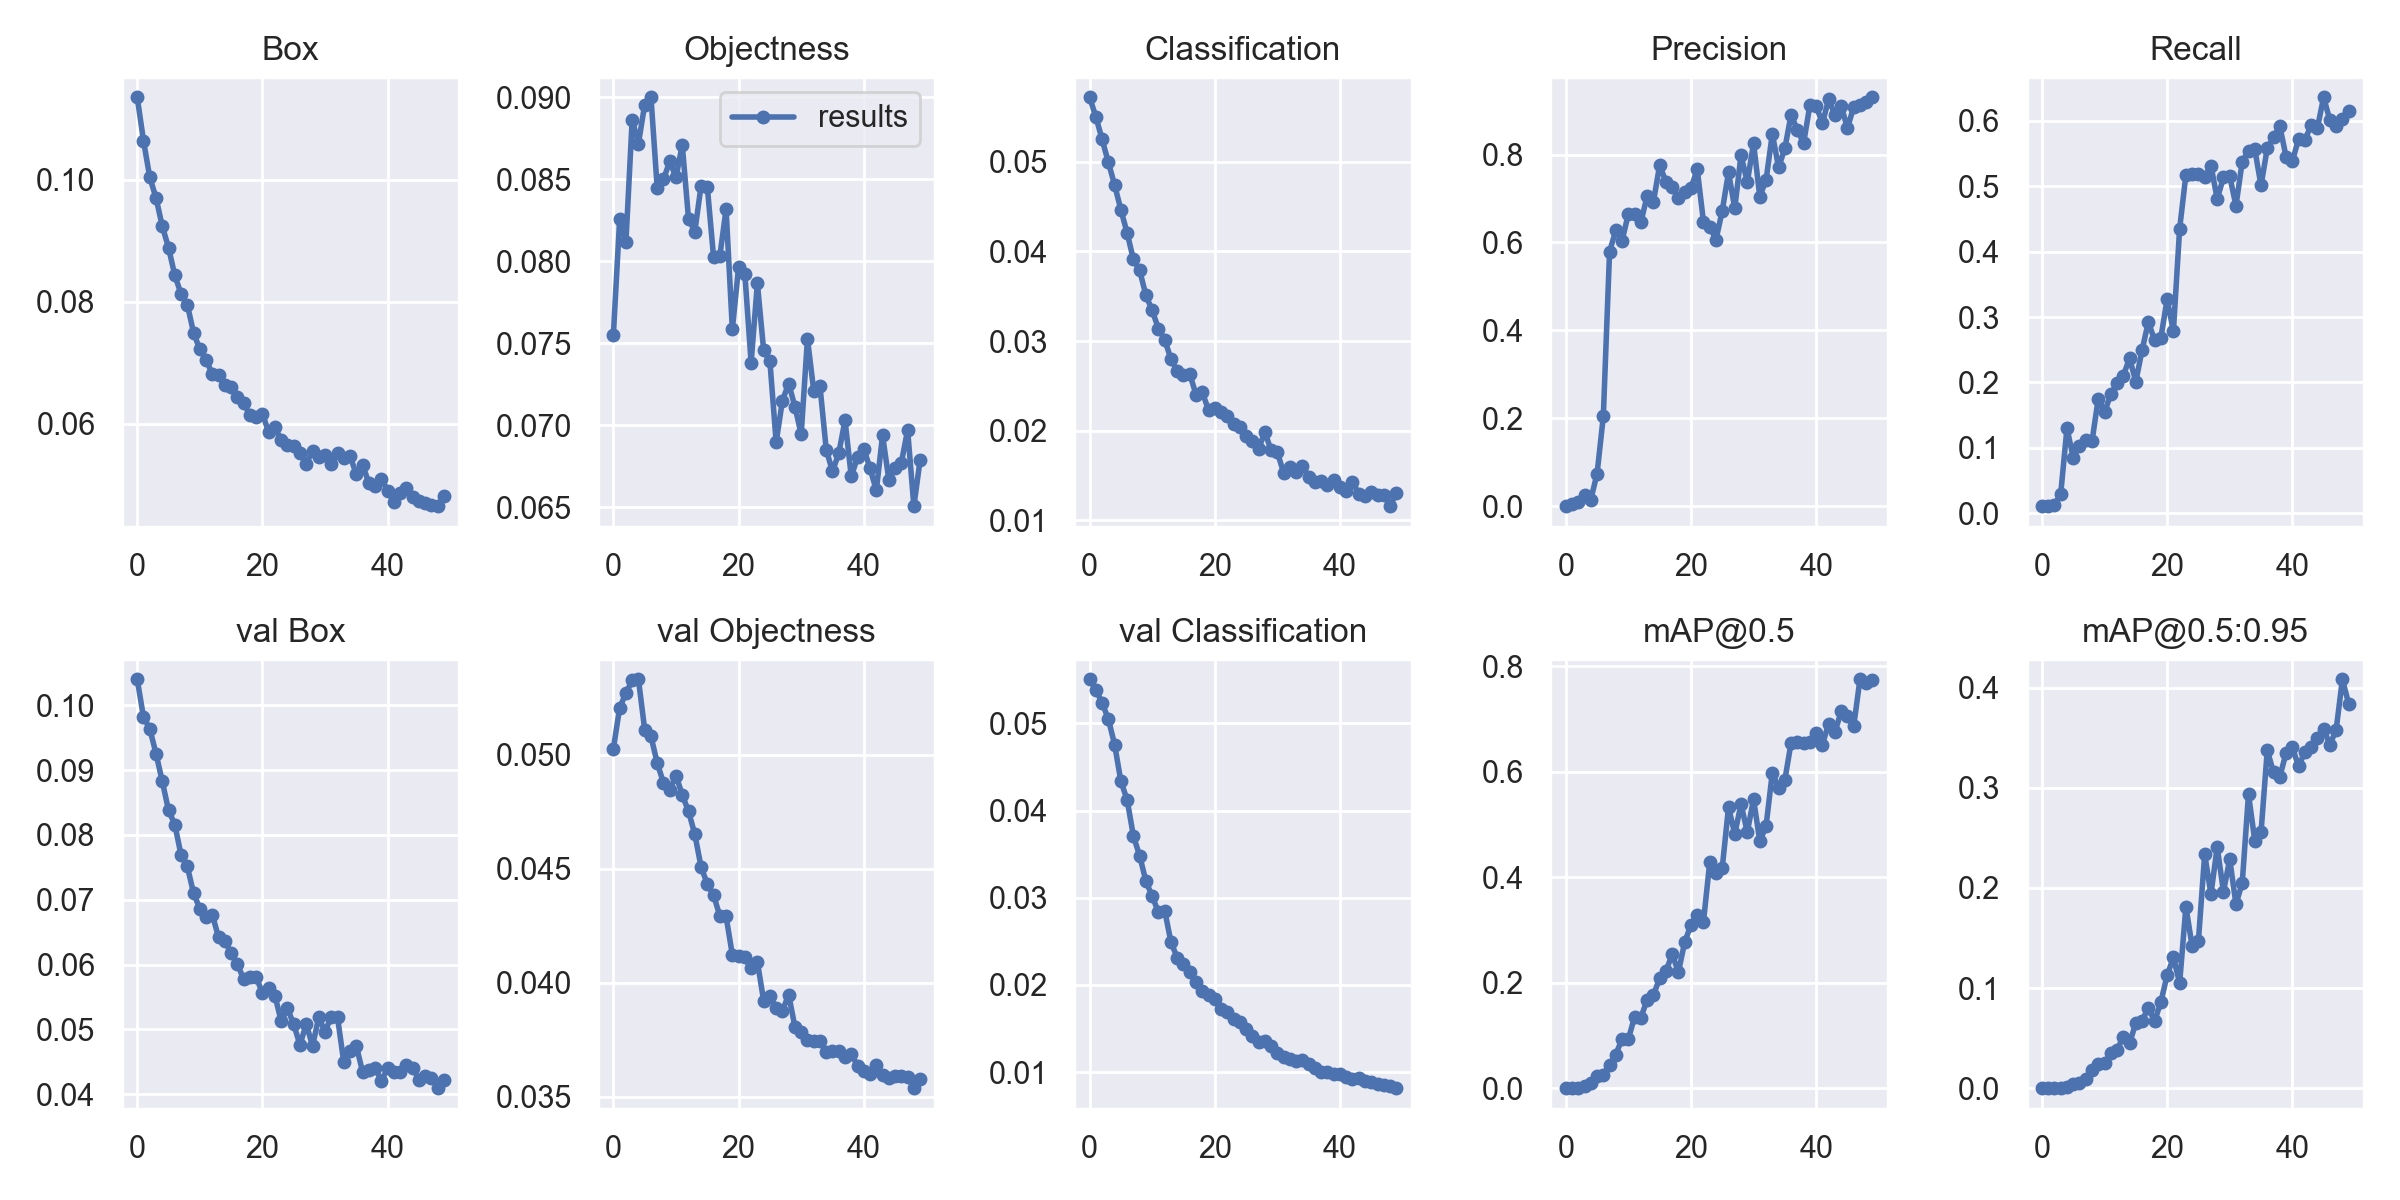 Box
0.10
0.08
0.06
0 20 40
Objectness
results
0.090
0.085
0.080
0.075
0.070
0.065
0 20 40
Classification
0.05
0.04
0.03
0.02
0.01
0 20 40
Precision
0.8
0.6
0.4
0.2
0.0
0 20 40
Recall
0.6
0.5
0.4
0.3
0.2
0.1
0.0
0 20 40
val Box
0.10
0.09
0.08
0.07
0.06
0.05
0.04
0 20 40
val Objectness
0.050
0.045
0.040
0.035
0 20 40
val Classification
0.05
0.04
0.03
0.02
0.01
0 20 40
mAP@0.5
0.8
0.6
0.4
0.2
0.0
0 20 40
mAP@0.5:0.95
0.4
0.3
0.2
0.1
0.0
0 20 40